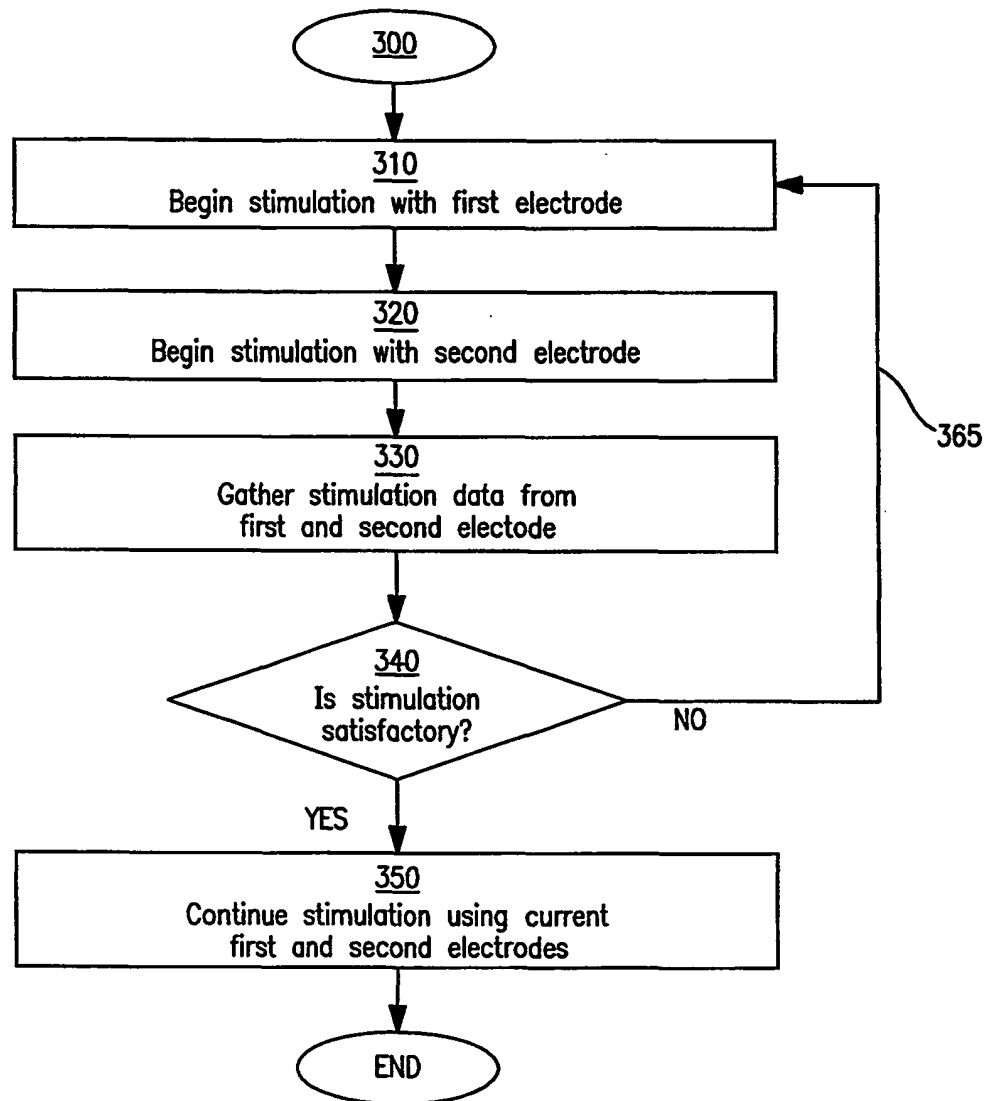 300
310
Begin stimulation with first electrode
320
Begin stimulation with second electrode
365
330
Gather stimulation data from
first and second electode
340
Is stimulation
satisfactory?
NO
YES
350
Continue stimulation using current
first and second electrodes
END